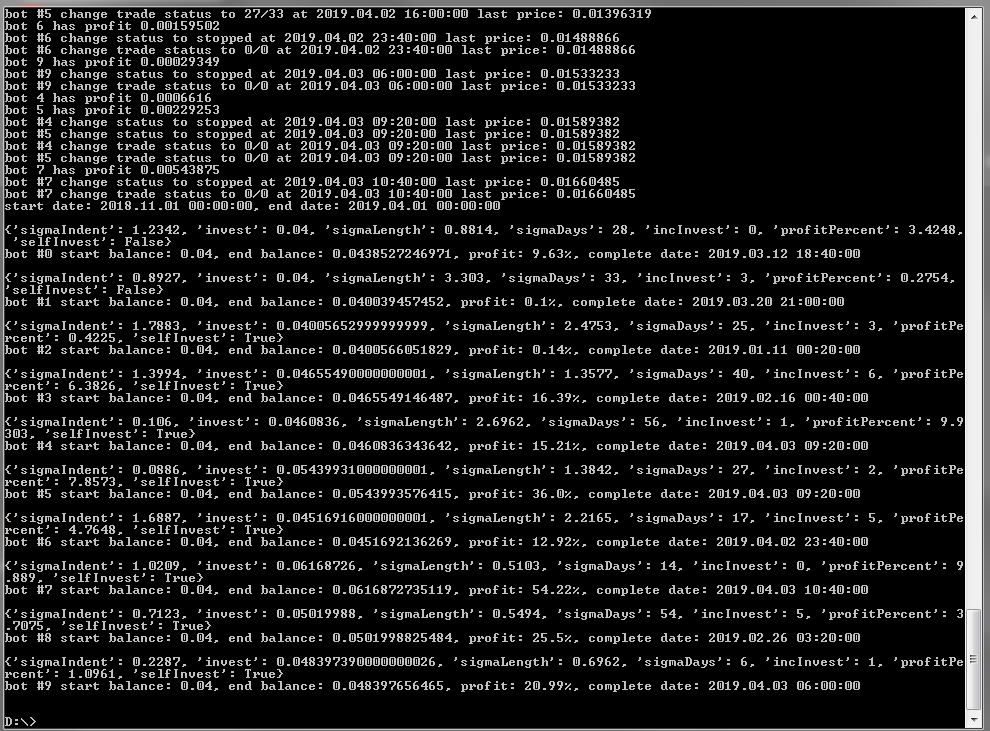 bot #5 change trade status to 27/33 at 2019.04.02 16:00:00 last price: 0.01396319
bot 6 has profit 0.00159502
bot #6 change status to stopped at 2019.04.02 23:40:00 last price: 0.01488866
bot #6 change trade status to 0/0 at 2019.04.02 23:40:00 last price: 0.01488866
bot 9 has profit 0.00029349
bot #9 change status to stopped at 2019.04.03 06:00:00 last price: 0.01533233
bot #9 change trade status to 0/0 at 2019.04.03 06:00:00 last price: 0.01533233
bot 4 has profit 0.0006616
bot 5 has profit 0.00229253
bot #4 change status to stopped at 2019.04.03 09:20:00 last price: 0.01589382
bot #5 change status to stopped at 2019.04.03 09:20:00 last price: 0.01589382
bot #4 change trade status to 0/0 at 2019.04.03 09:20:00 last price: 0.01589382
bot #5 change trade status to 0/0 at 2019.04.03 09:20:00 last price: 0.01589382
bot 7 has profit 0.00543875
bot #7 change status to stopped at 2019.04.03 10:40:00 last price: 0.01660485
bot #7 change trade status to 0/0 at 2019.04.03 10:40:00 last price: 0.01660485
start date: 2018.11.01 00:00:00, end date: 2019.04.01 00:00:00
{'sigmaIndent': 1.2342, 'invest': 0.04, 'sigmaLength': 0.8814, 'sigmaDays': 28, 'incInvest': 0, 'profitPercent': 3.4248,
 'selfInvest': False}
bot #0 start balance: 0.04, end balance: 0.0438527246971, profit: 9.63%, complete date: 2019.03.12 18:40:00
{'sigmaIndent': 0.8927, 'invest': 0.04, 'sigmaLength': 3.303, 'sigmaDays': 33, 'incInvest': 3, 'profitPercent': 0.2754,
'selfInvest': False}
bot #1 start balance: 0.04, end balance: 0.040039457452, profit: 0.1%, complete date: 2019.03.20 21:00:00
{'sigmaIndent': 1.7883, 'invest': 0.04005652999999999, 'sigmaLength': 2.4753, 'sigmaDays': 25, 'incInvest': 3, 'profitPe
rcent': 0.4225, 'selfInvest': True}
bot #2 start balance: 0.04, end balance: 0.0400566051829, profit: 0.14%, complete date: 2019.01.11 00:20:00
{'sigmaIndent': 1.3994, 'invest': 0.04655490000000001, 'sigmaLength': 1.3577, 'sigmaDays': 40, 'incInvest': 6, 'profitPe
rcent': 6.3826, 'selfInvest': True}
bot #3 start balance: 0.04, end balance: 0.0465549146487, profit: 16.39%, complete date: 2019.02.16 00:40:00
{'sigmaIndent': 0.106, 'invest': 0.0460836, 'sigmaLength': 2.6962, 'sigmaDays': 56, 'incInvest': 1, 'profitPercent': 9.9
303, 'selfInvest': True}
bot #4 start balance: 0.04, end balance: 0.0460836343642, profit: 15.21%, complete date: 2019.04.03 09:20:00
{'sigmaIndent': 0.0886, 'invest': 0.054399310000000001, 'sigmaLength': 1.3842, 'sigmaDays': 27, 'incInvest': 2, 'profitPe
rcent': 7.8573, 'selfInvest': True}
bot #5 start balance: 0.04, end balance: 0.0543993576415, profit: 36.0%, complete date: 2019.04.03 09:20:00
{'sigmaIndent': 1.6887, 'invest': 0.04516916000000001, 'sigmaLength': 2.2165, 'sigmaDays': 17, 'incInvest': 5, 'profitPe
rcent': 4.7648, 'selfInvest': True}
bot #6 start balance: 0.04, end balance: 0.0451692136269, profit: 12.92%, complete date: 2019.04.02 23:40:00
{'sigmaIndent': 1.0209, 'invest': 0.06168726, 'sigmaLength': 0.5103, 'sigmaDays': 14, 'incInvest': 0, 'profitPercent': 9
.889, 'selfInvest': True}
bot #7 start balance: 0.04, end balance: 0.0616872735119, profit: 54.22%, complete date: 2019.04.03 10:40:00
{'sigmaIndent': 0.7123, 'invest': 0.05019988, 'sigmaLength': 0.5494, 'sigmaDays': 54, 'incInvest': 5, 'profitPercent': 3
.7075, 'selfInvest': True}
bot #8 start balance: 0.04, end balance: 0.0501998825484, profit: 25.5%, complete date: 2019.02.26 03:20:00
{'sigmaIndent': 0.2287, 'invest': 0.048397390000000026, 'sigmaLength': 0.6962, 'sigmaDays': 6, 'incInvest': 1, 'profitPe
rcent': 1.0961, 'selfInvest': True}
bot #9 start balance: 0.04, end balance: 0.048397656465, profit: 20.99%, complete date: 2019.04.03 06:00:00
D:\>